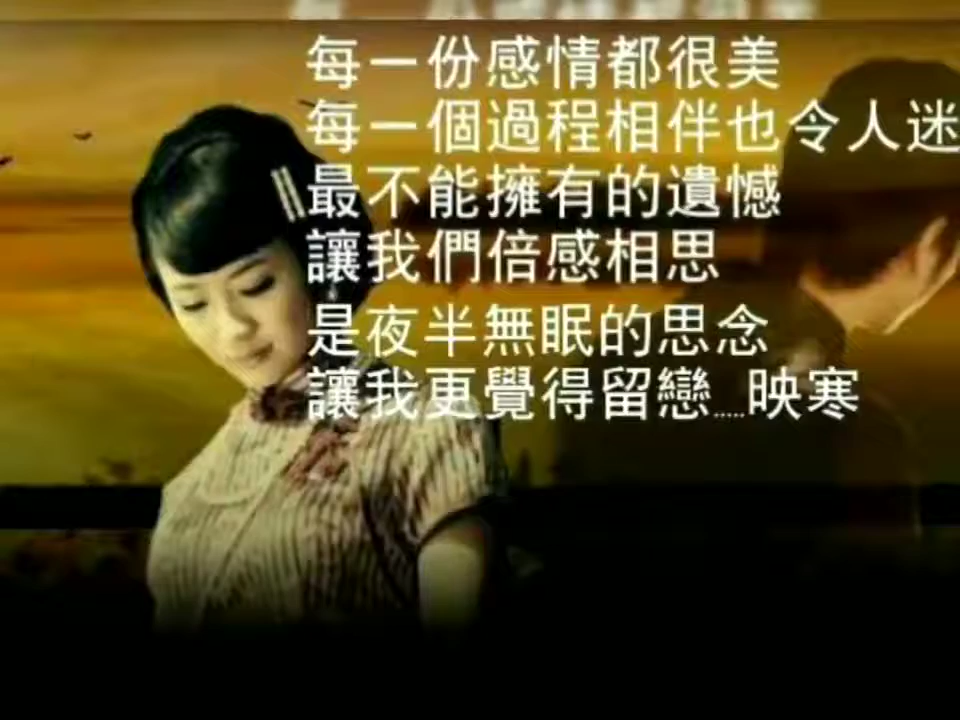 每一份感情都很美
每一個過程相伴也令人迷
最不能擁有的遺憾
讓我們倍感相思
是夜半無眠的思念
讓我更覺得留戀.....映寒